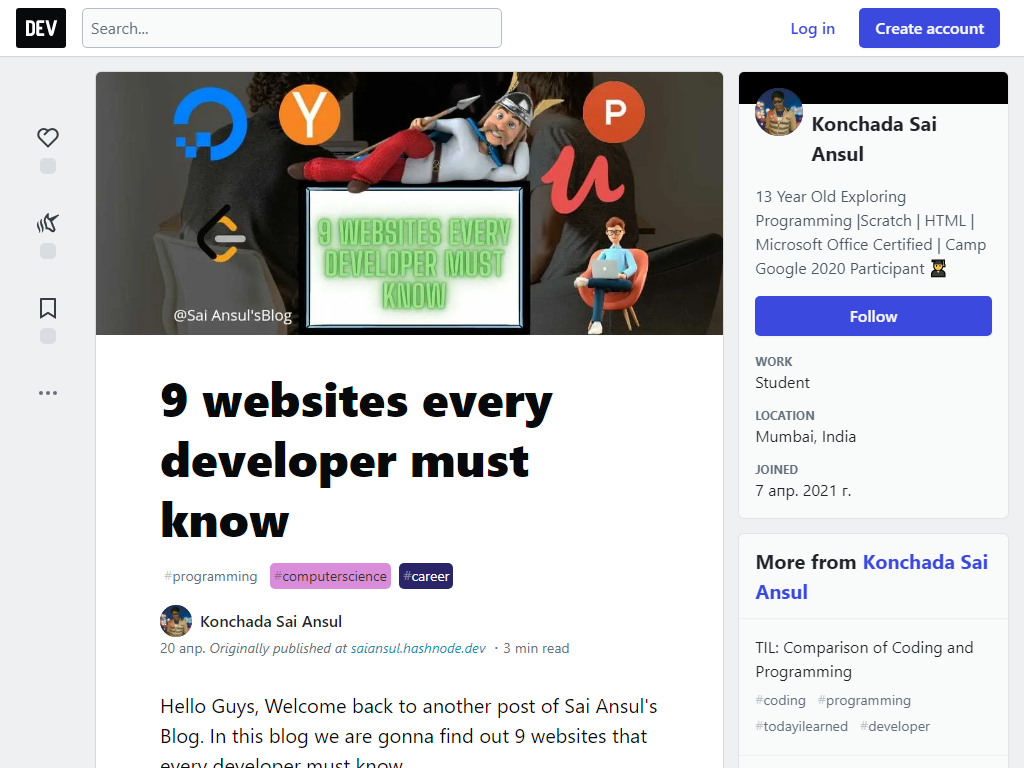 DEV
Search...
Log in
Create account
Y
P
u
9 WEBSITES EVERY
DEVELOPER MUST
KNOW
@Sai Ansul'sBlog
9 websites every
developer must
know
#programming #computerscience #career
Konchada Sai Ansul
20 апр. Originally published at saiansul.hashnode.dev ・3 min read
Hello Guys, Welcome back to another post of Sai Ansul's
Blog. In this blog we are gonna find out 9 websites that
every developer must know
Konchada Sai
Ansul
13 Year Old Exploring
Programming |Scratch | HTML |
Microsoft Office Certified | Camp
Google 2020 Participant 👨‍🎓
Follow
WORK
Student
LOCATION
Mumbai, India
JOINED
7 апр. 2021 г.
More from Konchada Sai
Ansul
TIL: Comparison of Coding and
Programming
#coding #programming
#todayilearned #developer